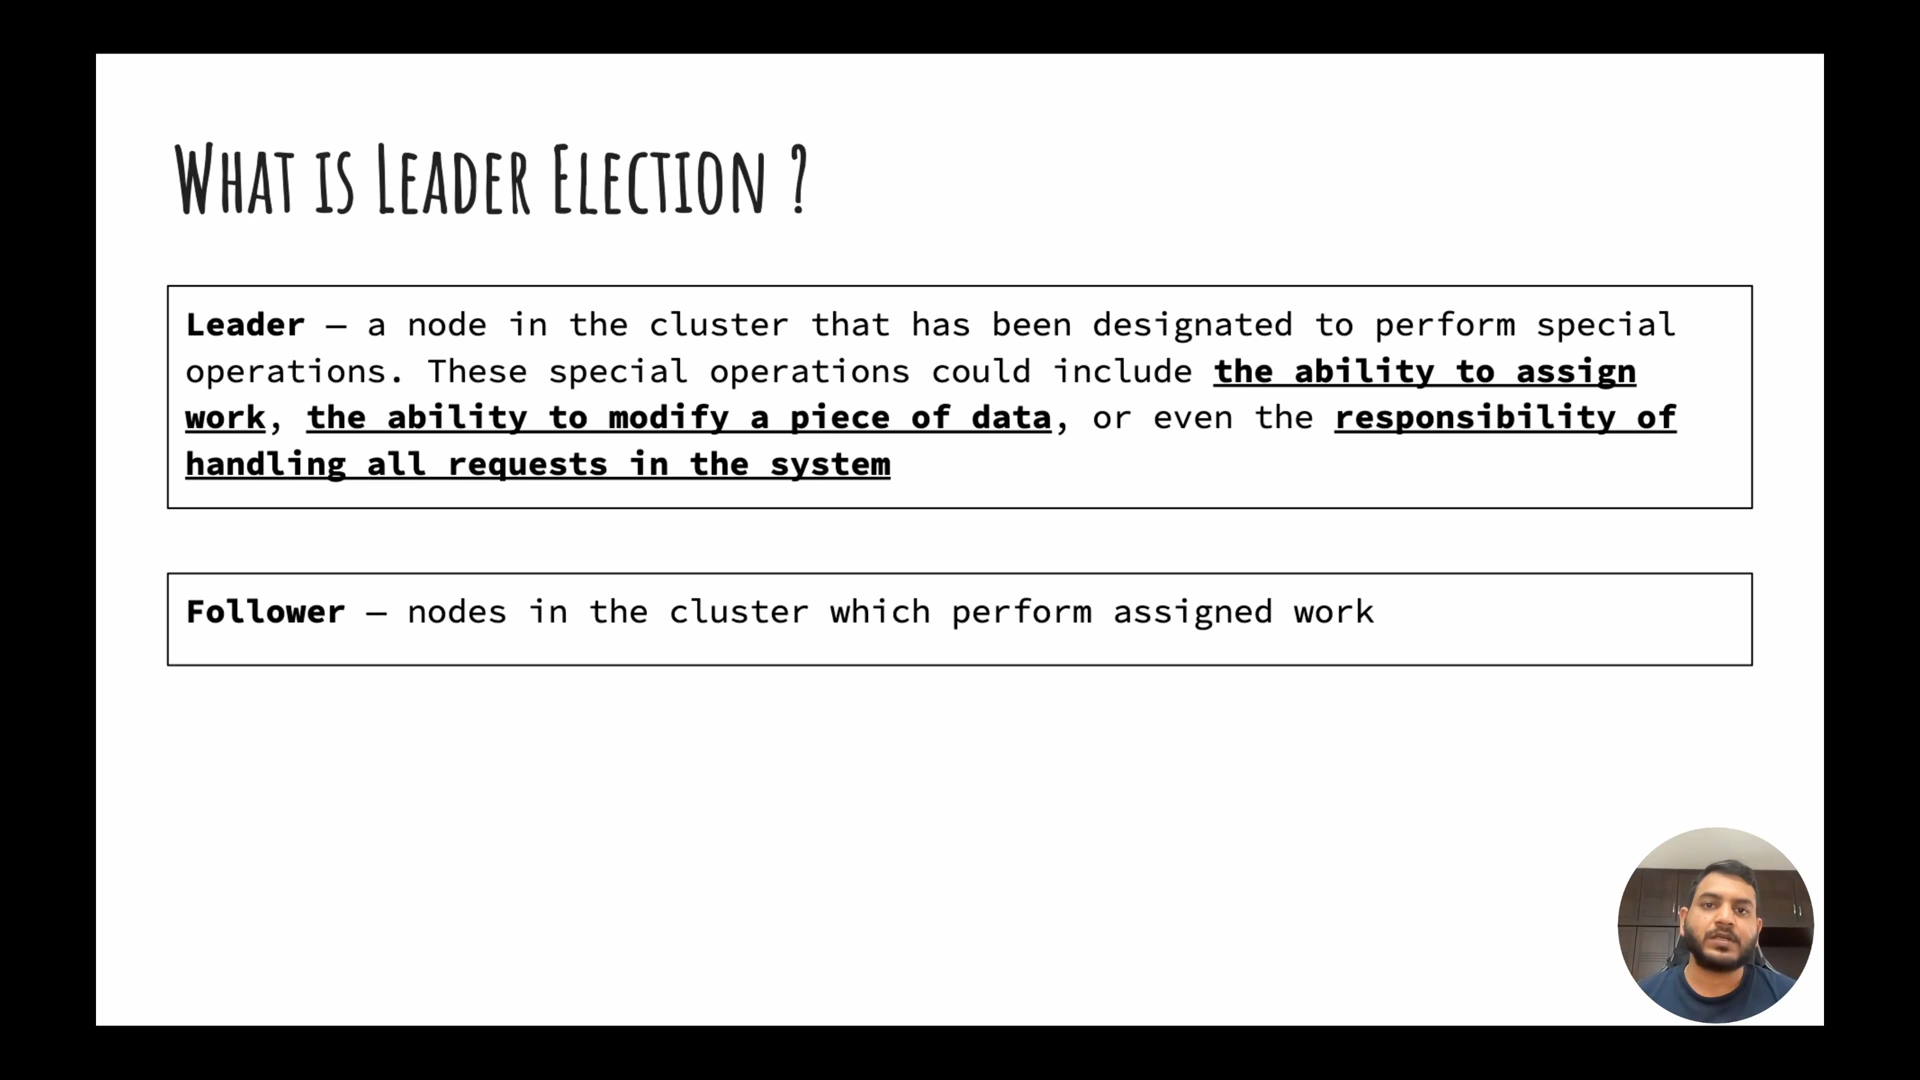 What is Leader Election ?
Leader – a node in the cluster that has been designated to perform special
operations. These special operations could include the ability to assign
work, the ability to modify a piece of data, or even the responsibility of
handling all requests in the system
Follower – nodes in the cluster which perform assigned work